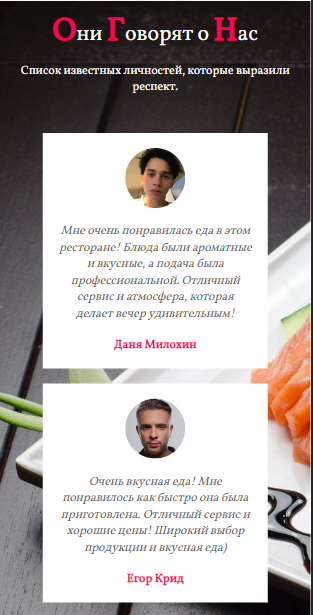 Они Говорят о Нас
Список известных личностей, которые выразили
респект.
Мне очень понравилась еда в этом
ресторане! Блюда были ароматные
и вкусные, а подача была
профессиональной. Отличный
сервис и атмосфера, которая
делает вечер удивительным!
Даня Милохин
Очень вкусная еда! Мне
понравилось как быстро она была
приготовлена. Отличный сервис и
хорошие цены! Широкий выбор
продукции и вкусная еда)
Егор Крид